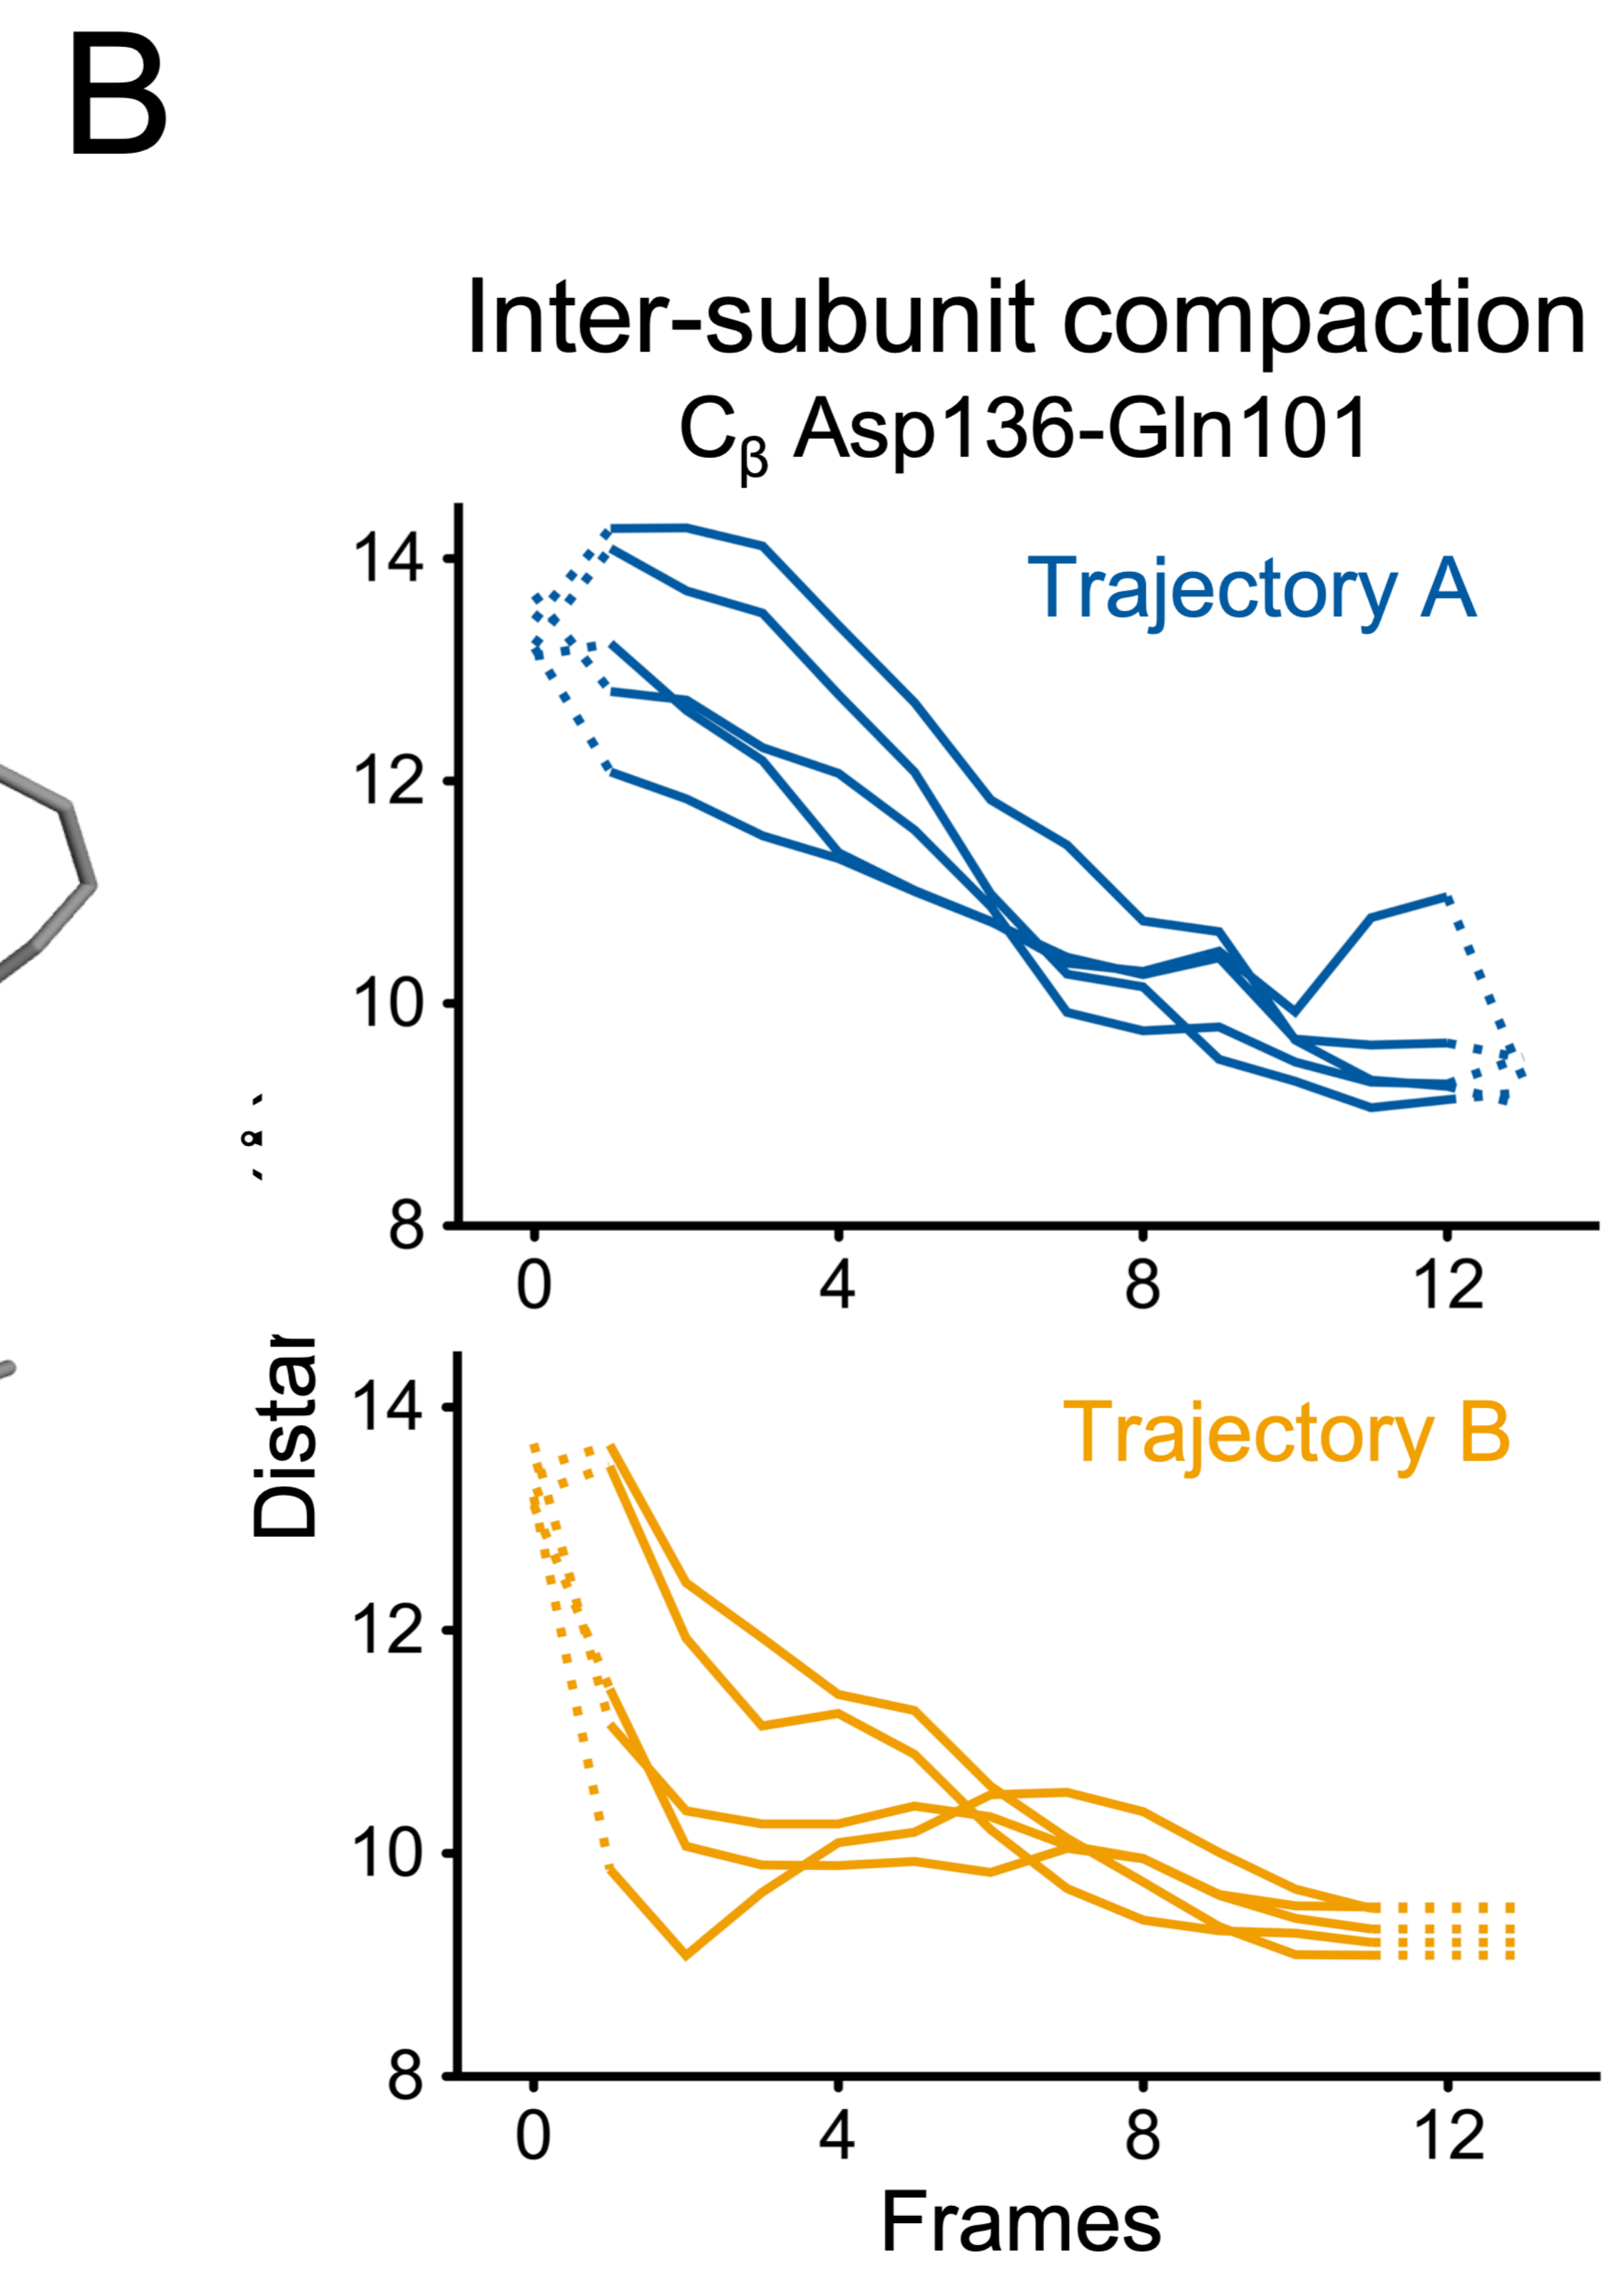 B
Inter-subunit compaction
Cβ Asp136-Gln101
14
Trajectory A
12
10
8
0 4 8 12
Distan
14
Trajectory B
12
10
8
0 4 8 12
Frames